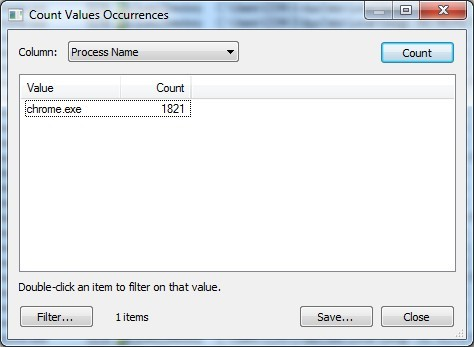 Count Values Occurrences
Column: Process Name Count
Value Count
chrome.exe 1821
Double-click an item to filter on that value.
Filter... 1 items Save... Close